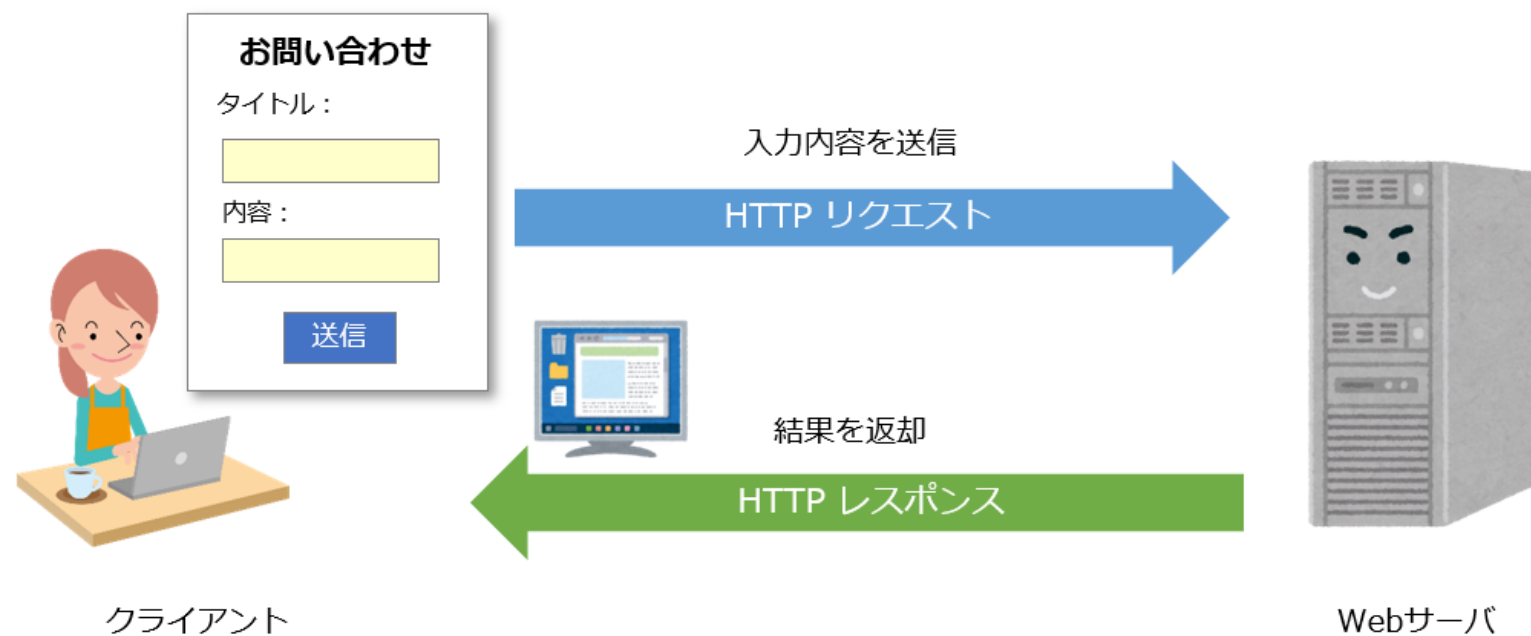 お問い合わせ
タイトル：
内容：
送信
入力内容を送信
HTTP リクエスト
結果を返却
HTTP レスポンス
クライアント
Webサーバ